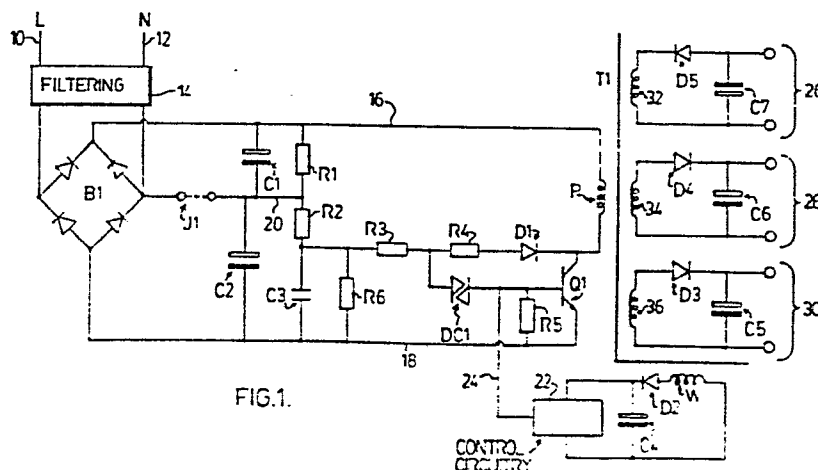 L N
10 12
FILTERING 14
16
T1
B1
J1
C1
R1
20
R2
C2
C3
R6
R3
R4
D1
DC1
R5
Q1
P
18
24
32
D5
C7
26
34
D4
C6
28
36
D3
C5
30
FIG.1.
22
D2
W
C4
CONTROL
CIRCUITRY